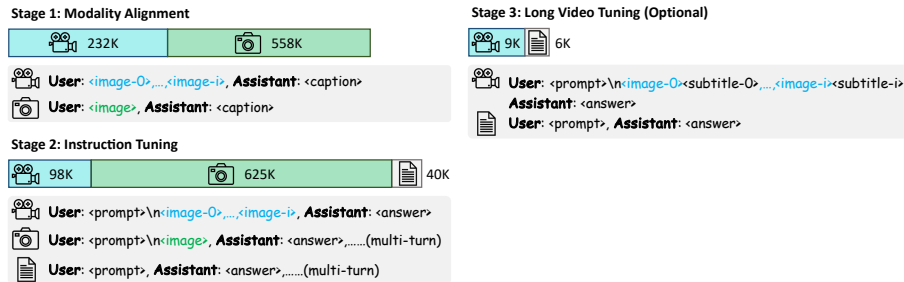 Stage 1: Modality Alignment
232K
558K
User: <image-0>,...,<image-i>, Assistant: <caption>
User: <image>, Assistant: <caption>
Stage 2: Instruction Tuning
98K
625K
40K
User: <prompt>\n<image-0>,...,<image-i>, Assistant: <answer>
User: <prompt>\n<image>, Assistant: <answer>,......(multi-turn)
User: <prompt>, Assistant: <answer>,......(multi-turn)
Stage 3: Long Video Tuning (Optional)
9K
6K
User: <prompt>\n<image-0><subtitle-0>,...,<image-i><subtitle-i>
Assistant: <answer>
User: <prompt>, Assistant: <answer>